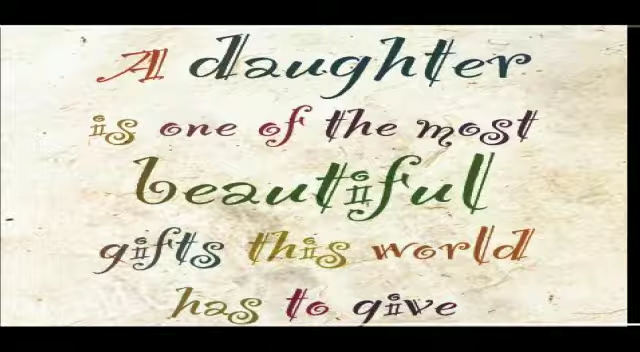 A daughter
is one of the most
beautiful
gifts this world
has to give